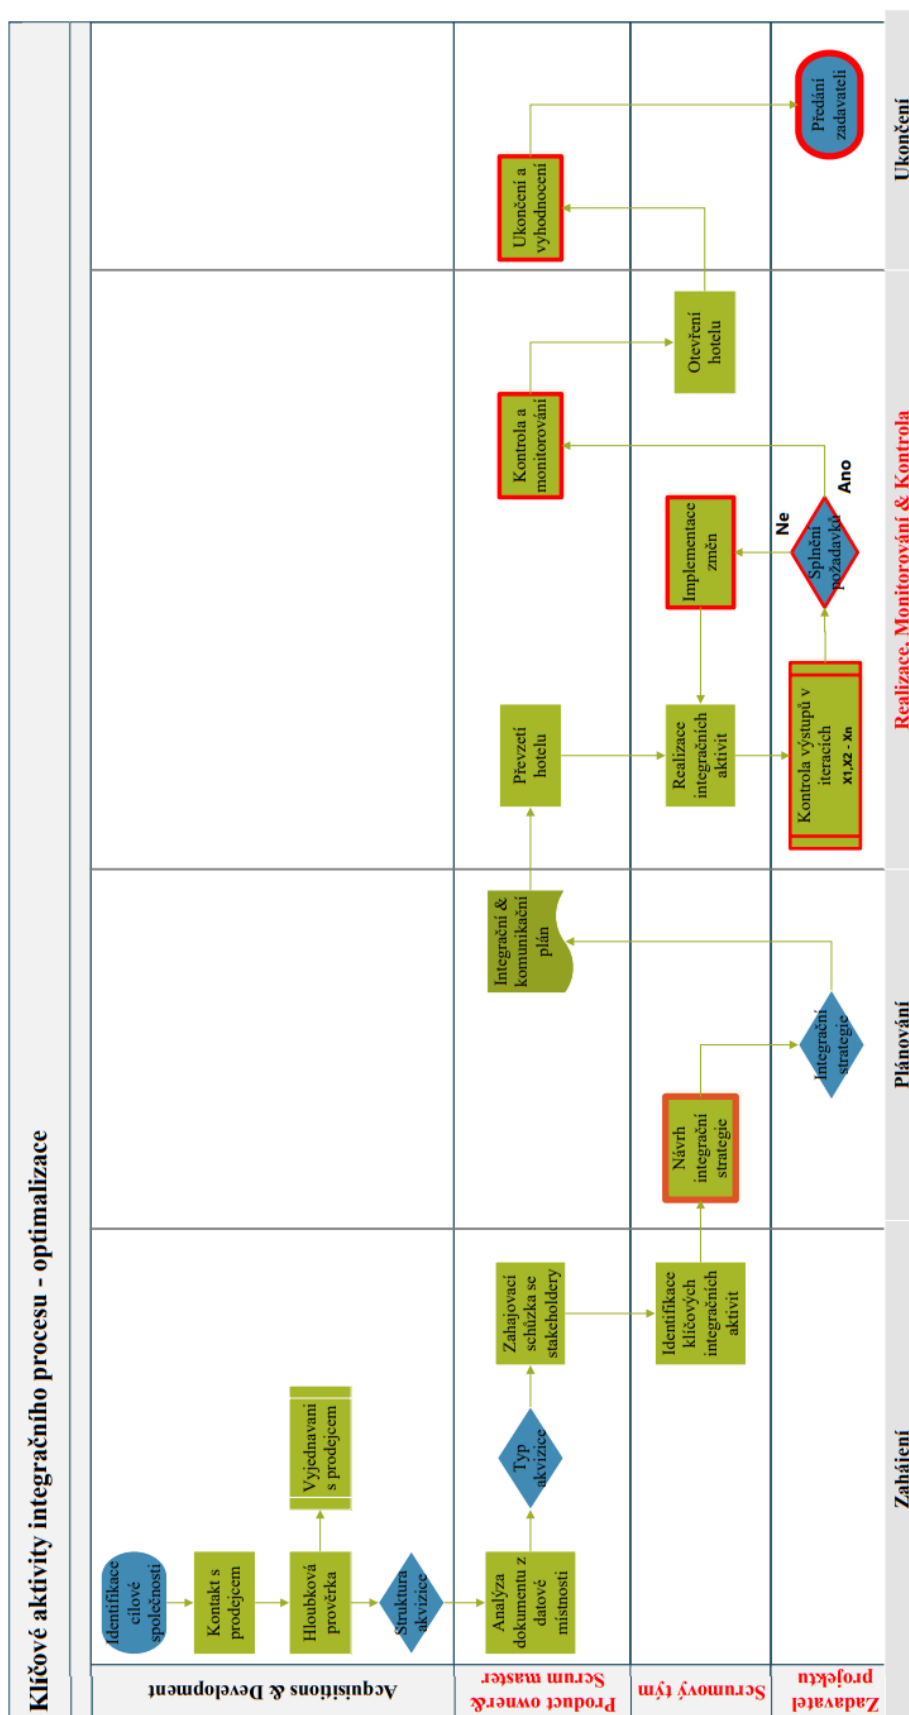 Klíčové aktivity integračního procesu - optimalizace
Acquisitions & Development
Identifikace
cílové
společnosti
Kontakt s
prodejcem
Hloubková
prověrka
Vyjednavani
s prodejcem
Struktura
akvizice
Product owner&
Scrum master
Analýza
dokumentu z
datové
místnosti
Typ
akvizice
Zahajovací
schůzka se
stakeholdery
Integrační &
komunikační
plán
Převzetí
hotelu
Kontrola a
monitorování
Ukončení a
vyhodnocení
Scrumový tým
Identifikace
klíčových
integračních
aktivit
Návrh
integrační
strategie
Realizace
integračních
aktivit
Implementace
změn
Otevření
hotelu
Zadavatel
projektu
Integrační
strategie
Kontrola výstupů v
iteracích
X1,X2 - Xn
Splnění
požadavků
Ne
Ano
Předání
zadavateli
Zahájení
Plánování
Realizace, Monitorování & Kontrola
Ukončení